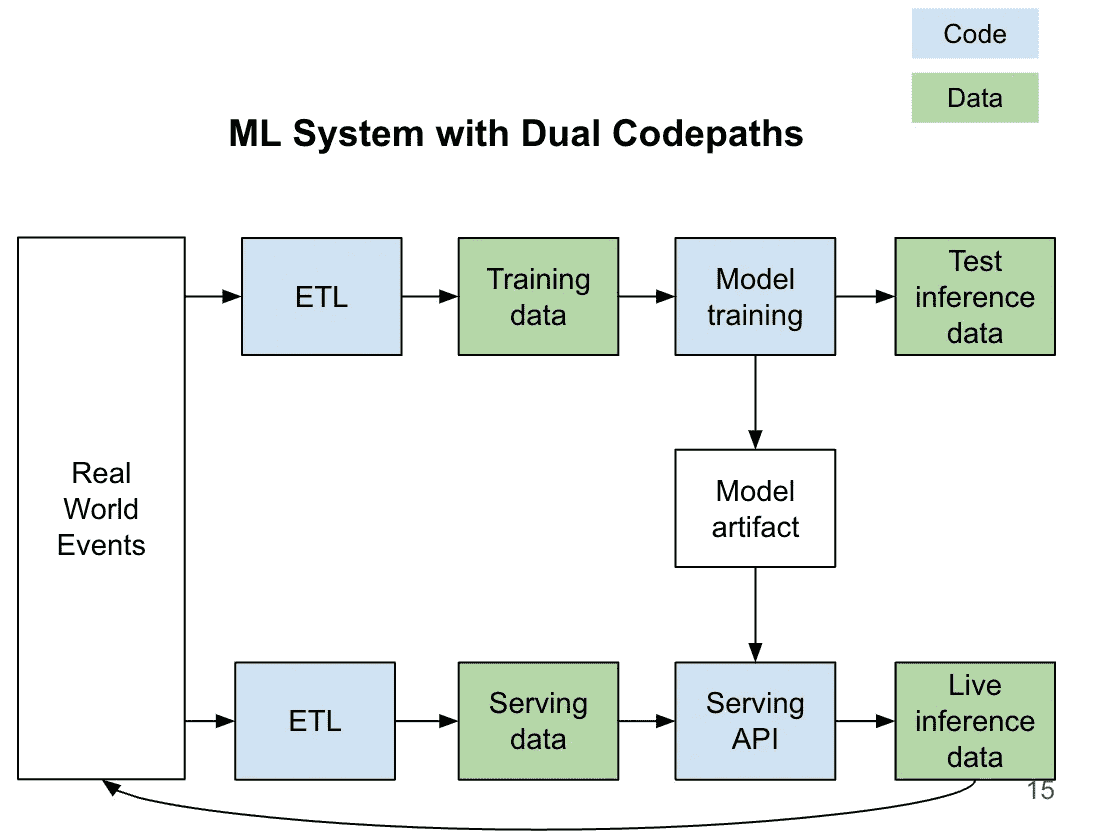 Code
Data
ML System with Dual Codepaths
ETL
Training
data
Model
training
Test
inference
data
Real
World
Events
Model
artifact
ETL
Serving
data
Serving
API
Live
inference
data
15